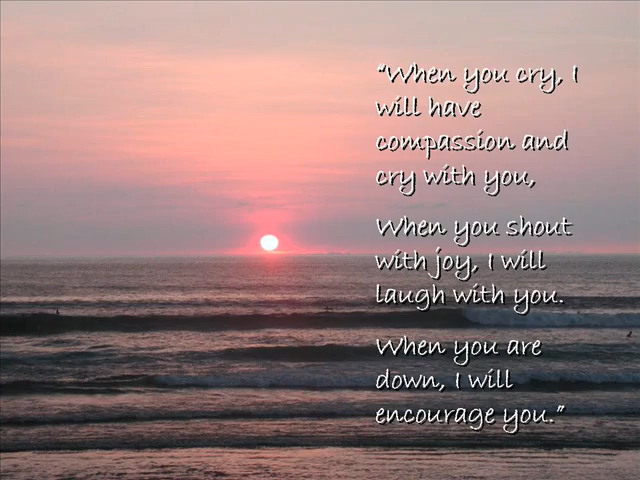 “When you cry, I
will have
compassion and
cry with you,
When you shout
with joy, I will
laugh with you.
When you are
down, I will
encourage you.”